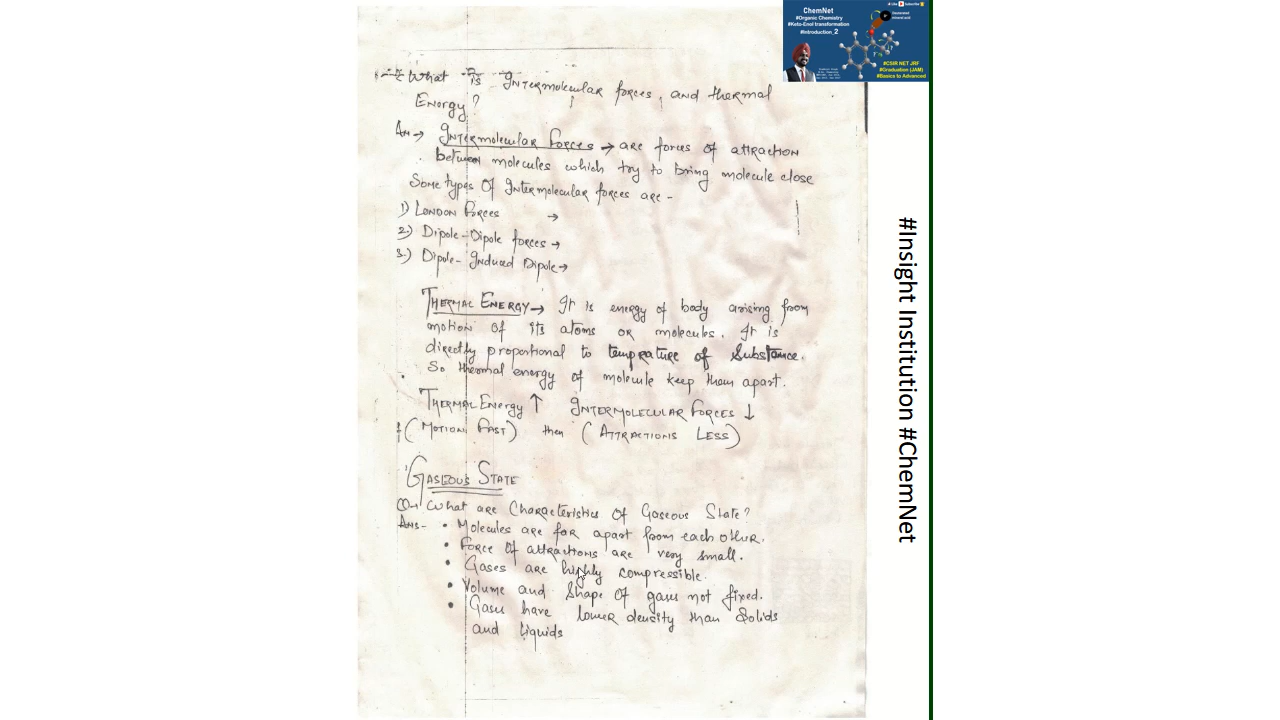 What is Intermolecular forces, and thermal
Energy?
Ans → Intermolecular Forces → are forces of attraction
between molecules which try to bring molecule close
Some types of Intermolecular forces are -
1) London Forces →
2.) Dipole-Dipole forces →
3.) Dipole-Induced Dipole →
Thermal Energy → It is energy of body arising from
motion of its atoms or molecules. It is
directly proportional to temprature of Substance.
So thermal energy of molecule keep them apart.
Thermal Energy ↑ Intermolecular Forces ↓
(Motion Fast) then (Attractions Less)
Gaseous State
Q→ What are Characteristics of Gaseous State?
Ans- • Molecules are far apart from each other.
• Force of attractions are very small.
• Gases are highly compressible.
• Volume and Shape of gases not fixed.
• Gases have lower density than Solids
and liquids
ChemNet
#Organic Chemistry
#Keto-Enol transformation
#Introduction_2
#CSIR NET JRF
#Graduation (JAM)
#Basics to Advanced
#Insight Institution #ChemNet